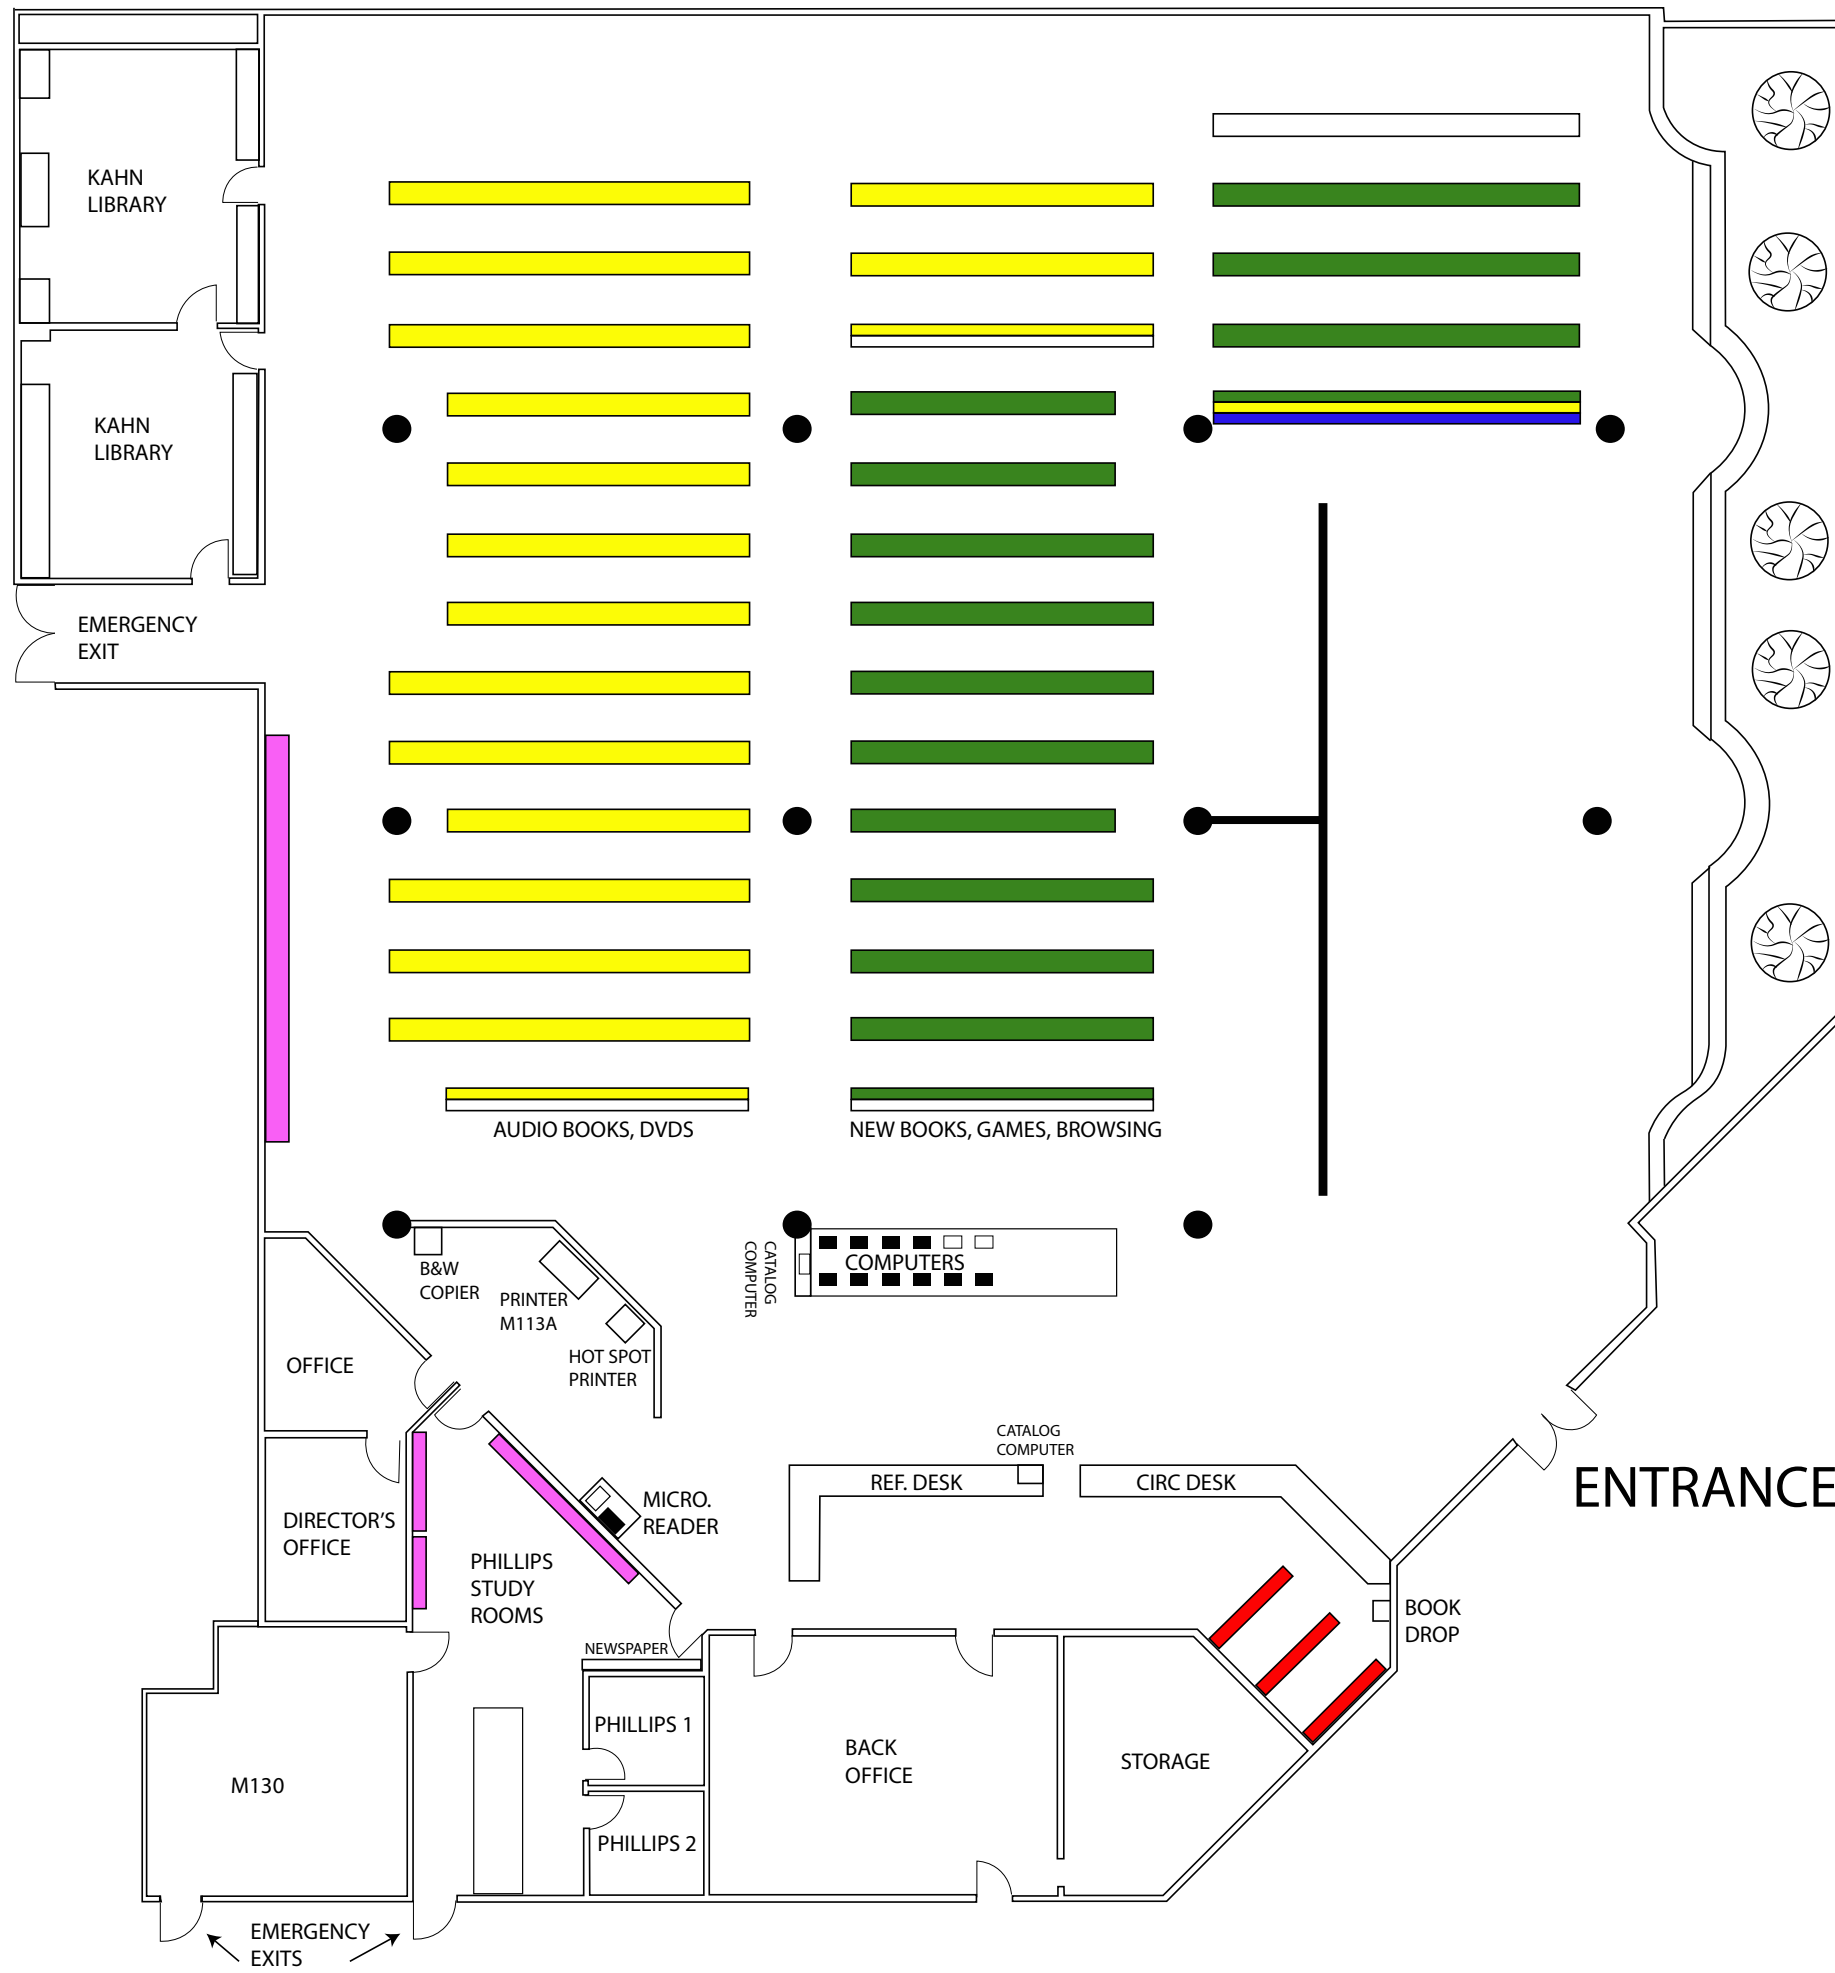 KAHN
LIBRARY
KAHN
LIBRARY
EMERGENCY
EXIT
AUDIO BOOKS, DVDS
NEW BOOKS, GAMES, BROWSING
B&W
COPIER
PRINTER
M113A
HOT SPOT
PRINTER
CATALOG
COMPUTER
COMPUTERS
OFFICE
DIRECTOR'S
OFFICE
MICRO.
READER
CATALOG
COMPUTER
REF. DESK
CIRC DESK
ENTRANCE
PHILLIPS
STUDY
ROOMS
BOOK
DROP
NEWSPAPER
PHILLIPS 1
PHILLIPS 2
BACK
OFFICE
STORAGE
M130
EMERGENCY
EXITS